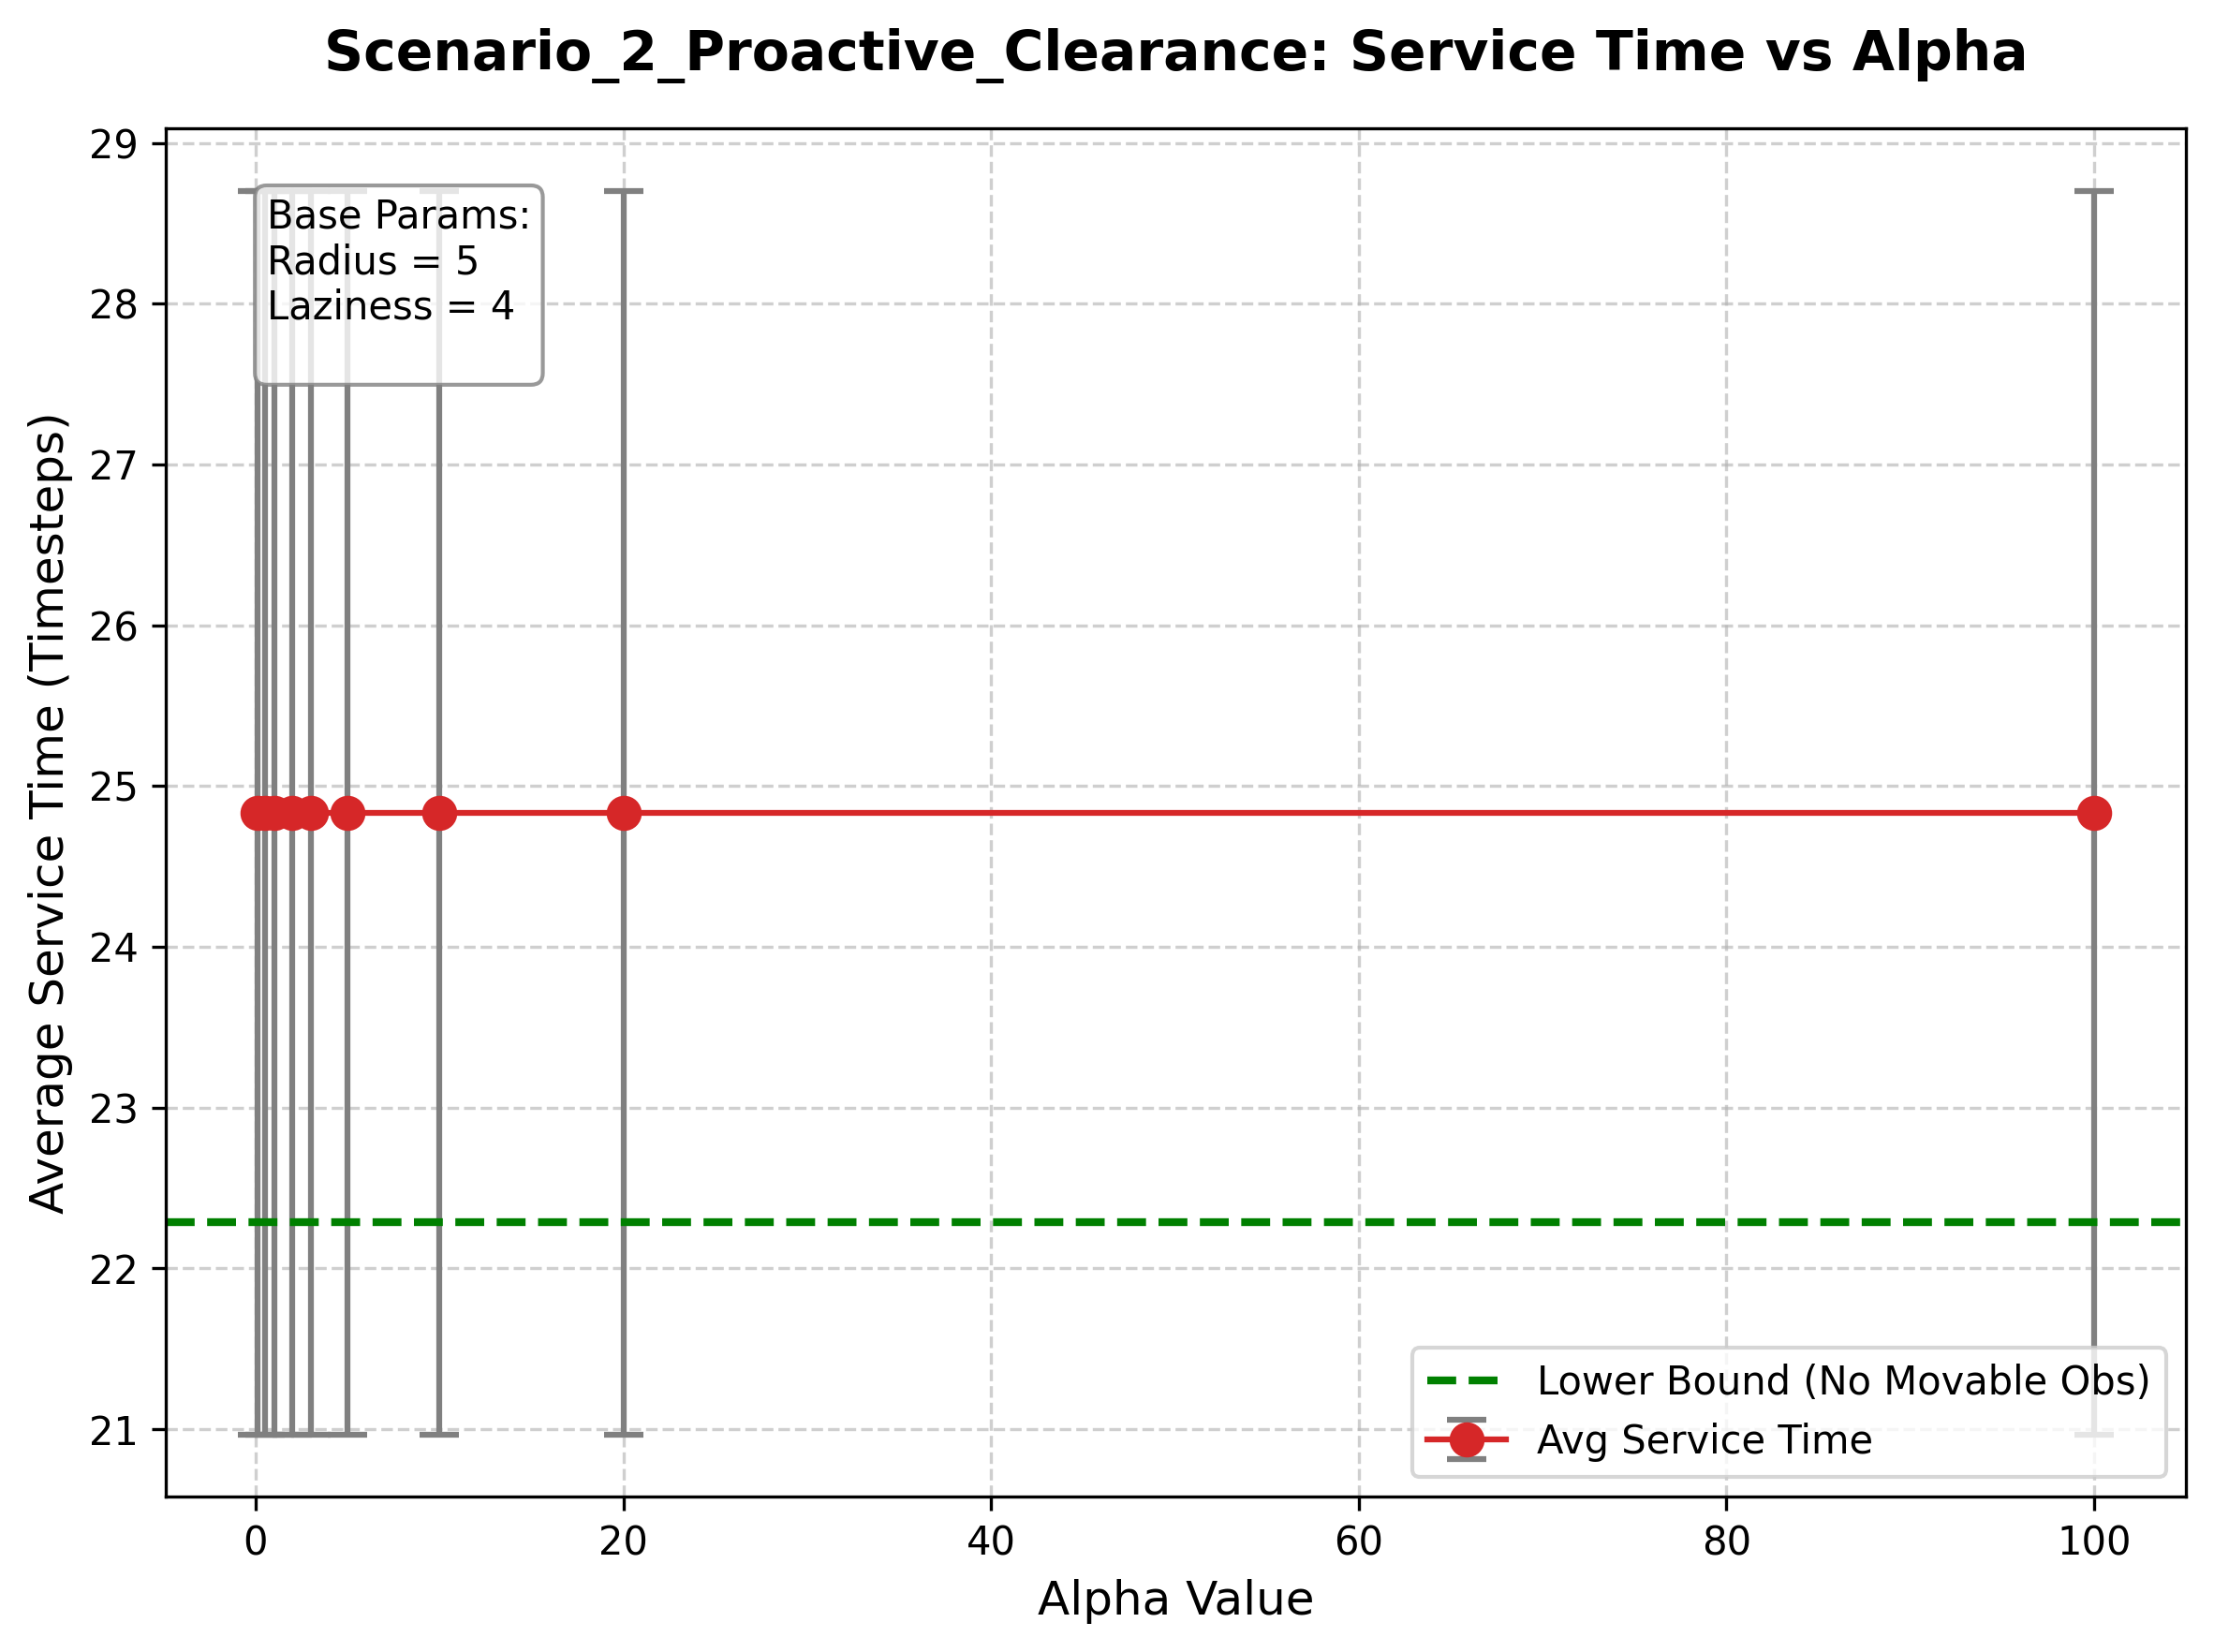 Scenario_2_Proactive_Clearance: Service Time vs Alpha
29
28
27
26
25
24
23
22
21
Average Service Time (Timesteps)
Base Params:
Radius = 5
Laziness = 4
Lower Bound (No Movable Obs)
Avg Service Time
0 20 40 60 80 100
Alpha Value